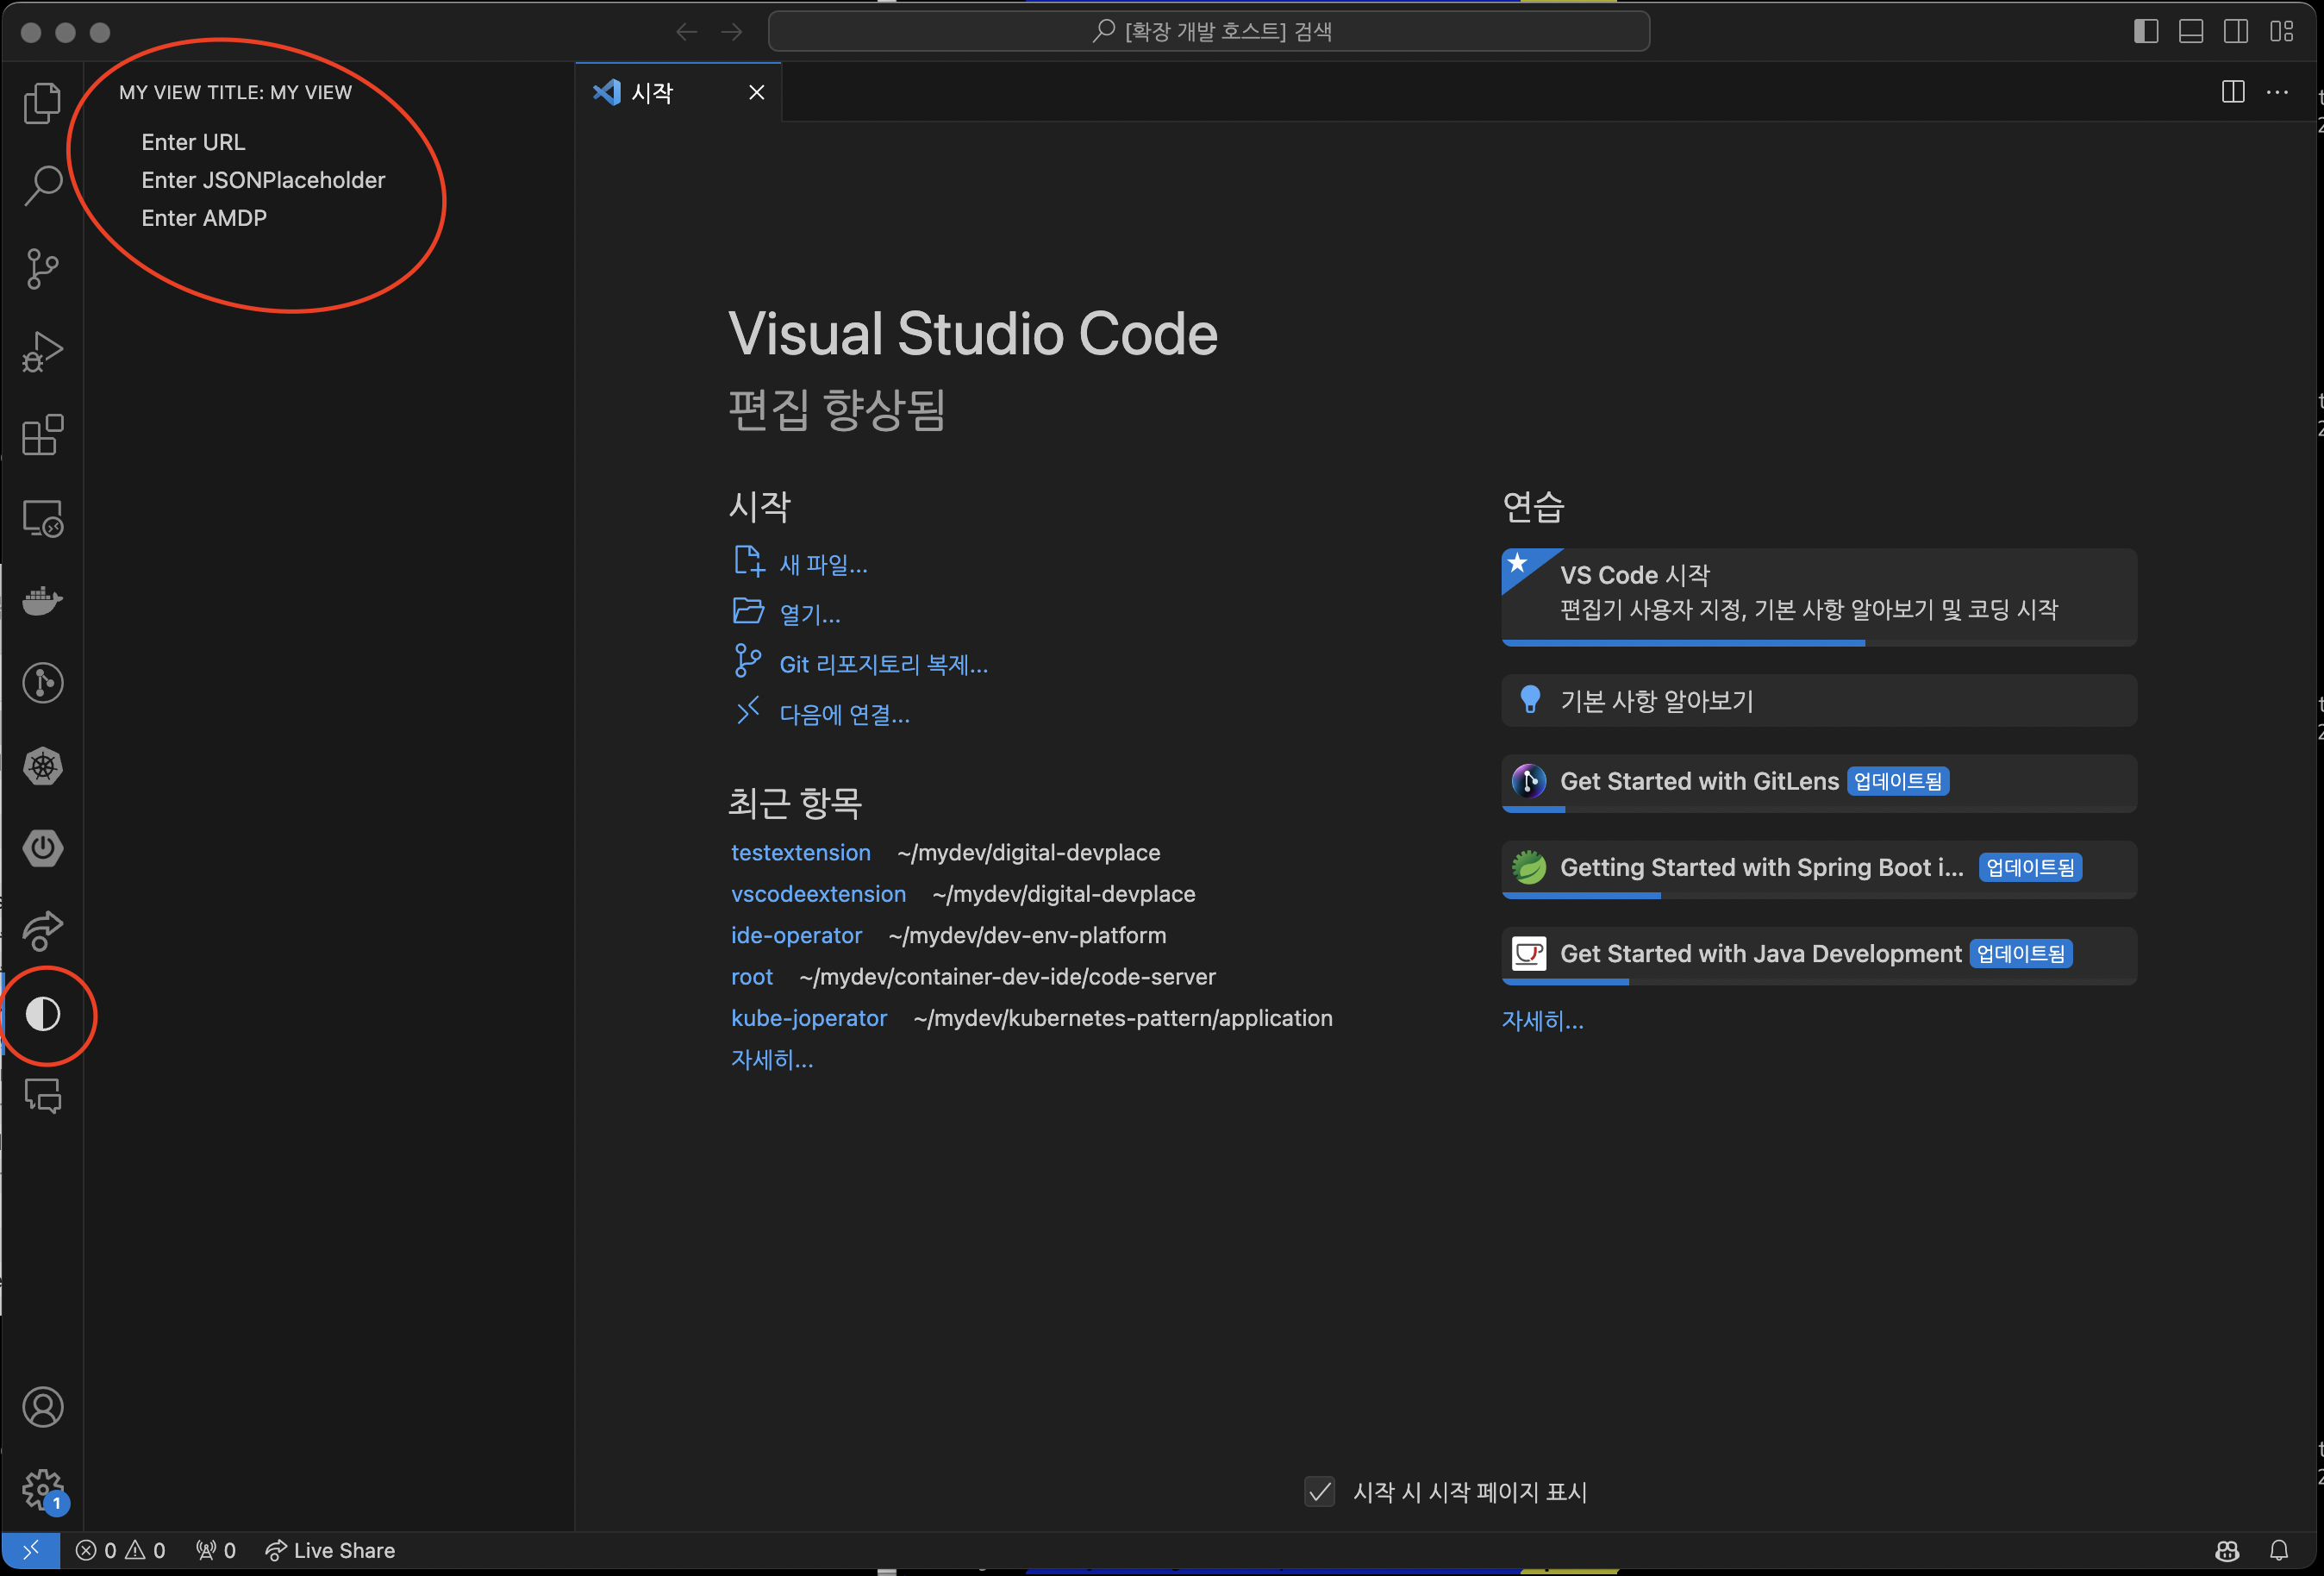 [확장 개발 호스트] 검색
MY VIEW TITLE: MY VIEW
Enter URL
Enter JSONPlaceholder
Enter AMDP
시작
Visual Studio Code
편집 향상됨
시작
새 파일...
열기...
Git 리포지토리 복제...
다음에 연결...
최근 항목
testextension ~/mydev/digital-devplace
vscodeextension ~/mydev/digital-devplace
ide-operator ~/mydev/dev-env-platform
root ~/mydev/container-dev-ide/code-server
kube-joperator ~/mydev/kubernetes-pattern/application
자세히...
연습
VS Code 시작
편집기 사용자 지정, 기본 사항 알아보기 및 코딩 시작
기본 사항 알아보기
Get Started with GitLens 업데이트됨
Getting Started with Spring Boot i... 업데이트됨
Get Started with Java Development 업데이트됨
자세히...
시작 시 시작 페이지 표시
1
0 0 0 Live Share